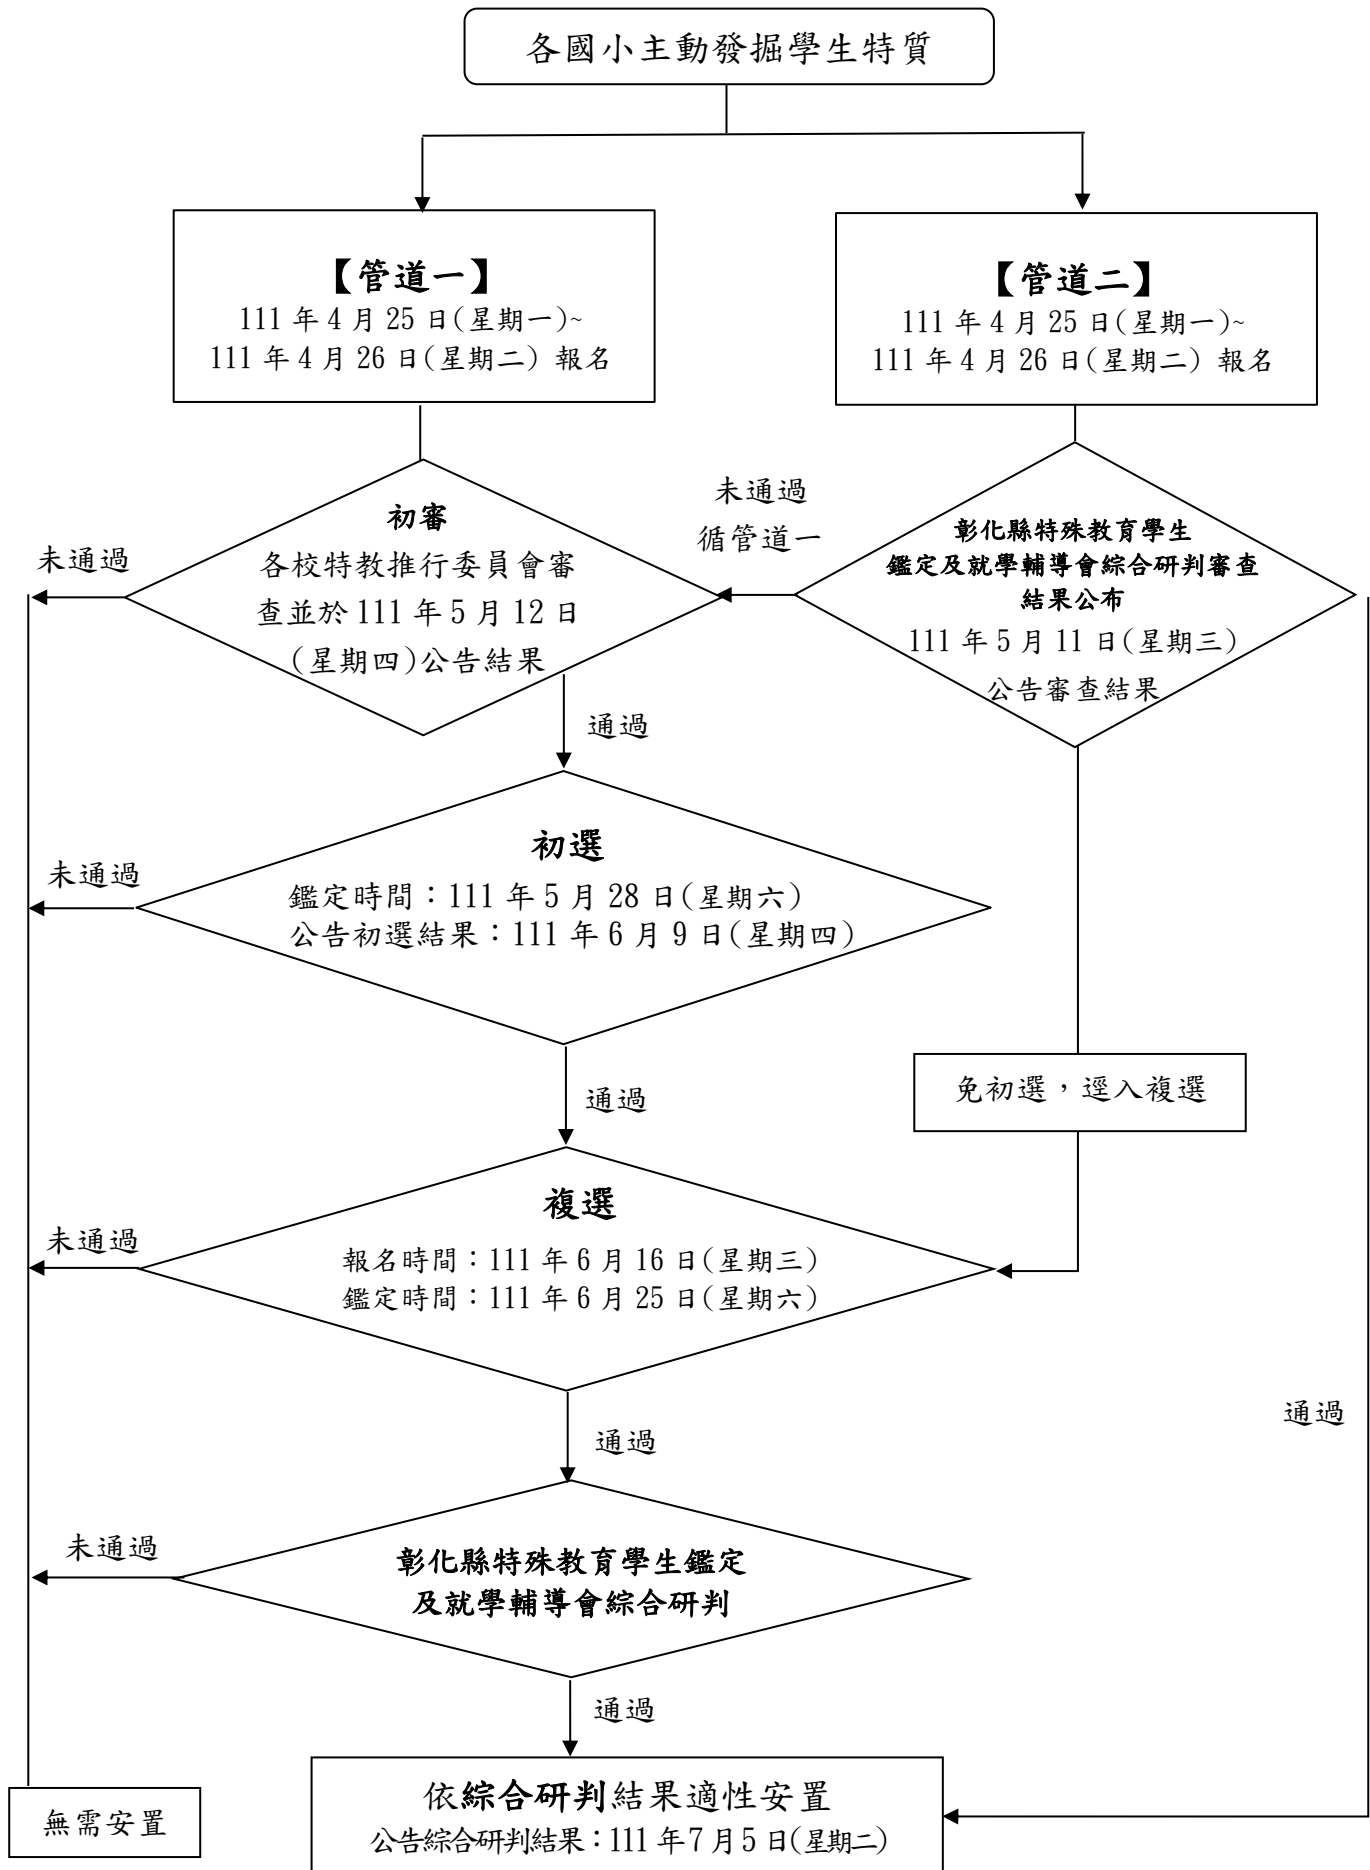 各國小主動發掘學生特質
【管道一】
111 年 4 月 25 日(星期一)~
111 年 4 月 26 日(星期二) 報名
【管道二】
111 年 4 月 25 日(星期一)~
111 年 4 月 26 日(星期二) 報名
初審
各校特教推行委員會審
查並於 111 年 5 月 12 日
(星期四)公告結果
未通過
未通過
循管道一
彰化縣特殊教育學生
鑑定及就學輔導會綜合研判審查
結果公布
111 年 5 月 11 日(星期三)
公告審查結果
通過
初選
鑑定時間：111 年 5 月 28 日(星期六)
公告初選結果：111 年 6 月 9 日(星期四)
未通過
通過
免初選，逕入複選
複選
報名時間：111 年 6 月 16 日(星期三)
鑑定時間：111 年 6 月 25 日(星期六)
未通過
通過
通過
彰化縣特殊教育學生鑑定
及就學輔導會綜合研判
未通過
通過
無需安置
依綜合研判結果適性安置
公告綜合研判結果：111 年 7 月 5 日(星期二)